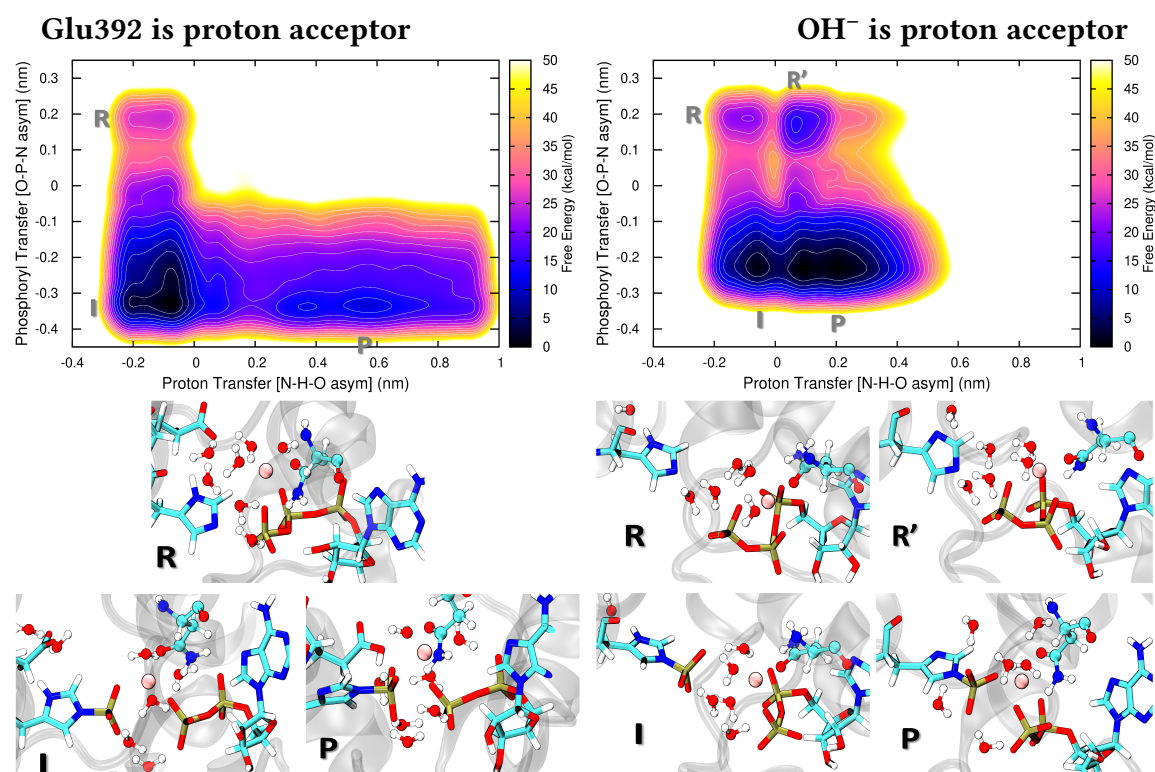 Glu392 is proton acceptor
OH⁻ is proton acceptor
Phosphoryl Transfer [O-P-N asym] (nm)
0.3
0.2
0.1
0
-0.1
-0.2
-0.3
-0.4
R
I
P
-0.4
-0.2
0
0.2
0.4
0.6
0.8
1
Proton Transfer [N-H-O asym] (nm)
50
45
40
35
30
25
20
15
10
5
0
Free Energy (kcal/mol)
Phosphoryl Transfer [O-P-N asym] (nm)
0.3
0.2
0.1
0
-0.1
-0.2
-0.3
-0.4
R
R’
I
P
-0.4
-0.2
0
0.2
0.4
0.6
0.8
1
Proton Transfer [N-H-O asym] (nm)
50
45
40
35
30
25
20
15
10
5
0
Free Energy (kcal/mol)
R
R
R’
I
P
I
P